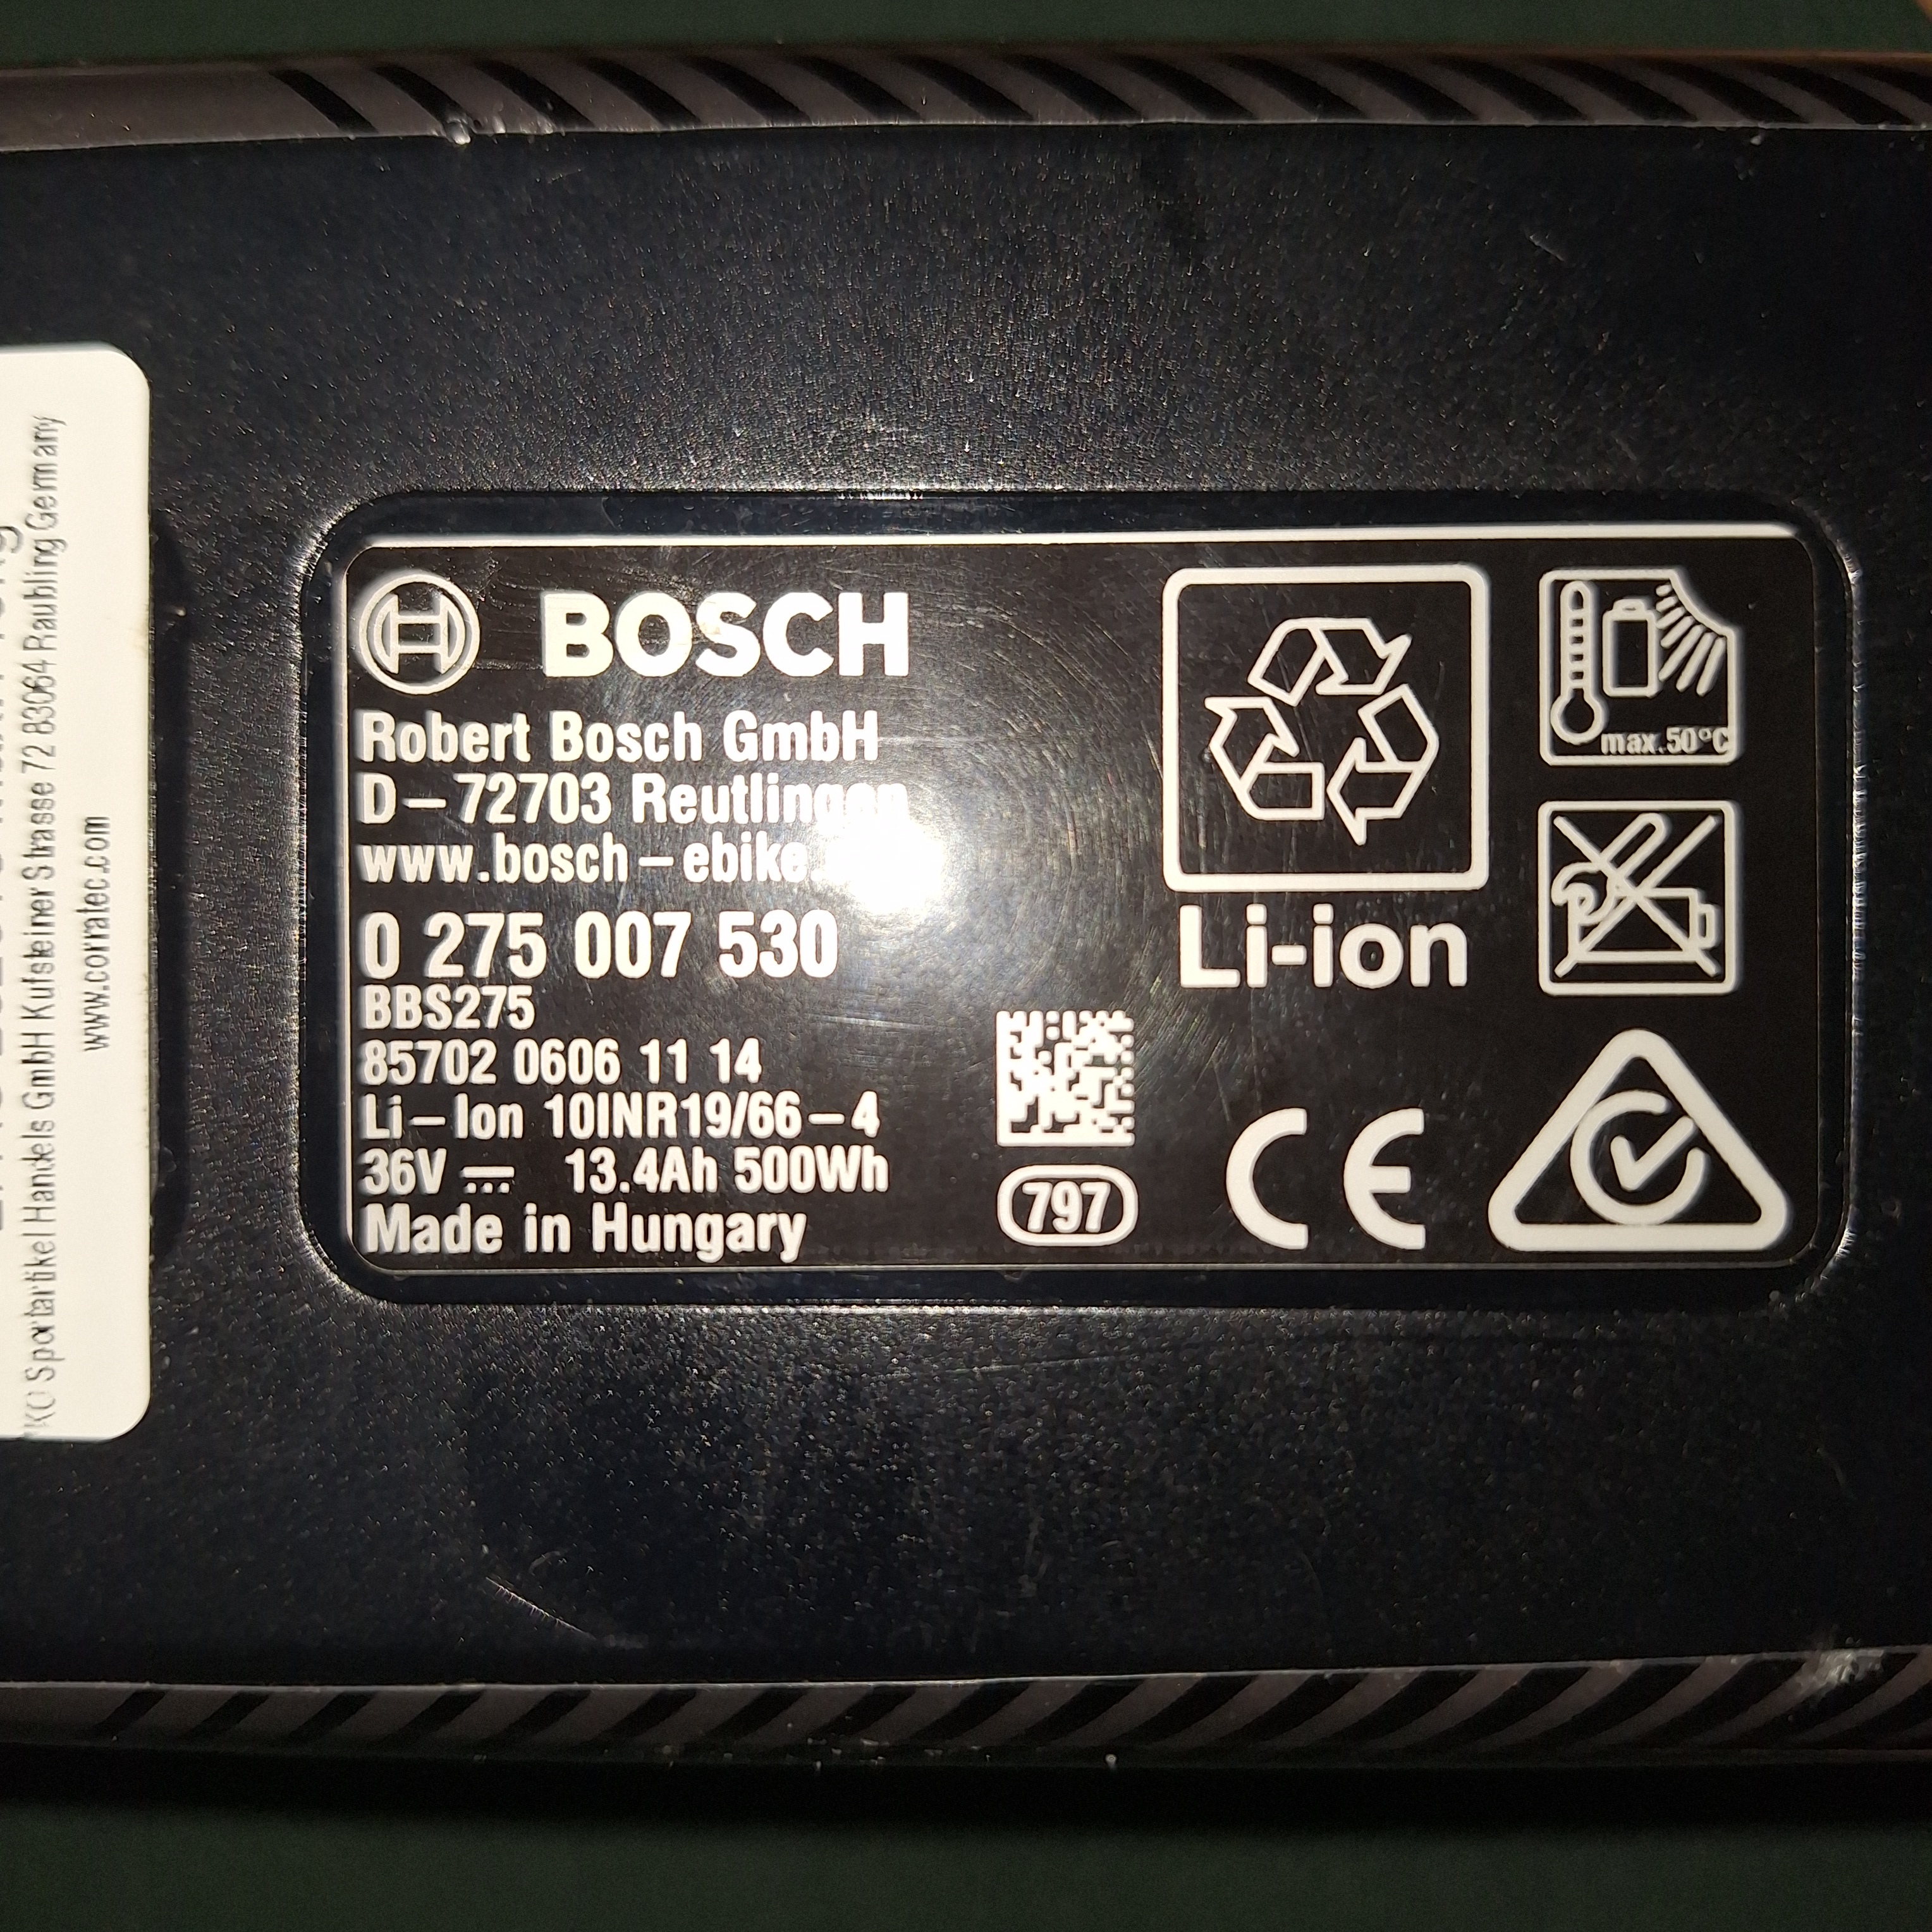 BOSCH
Robert Bosch GmbH
D-72703 Reutlingen
www.bosch-ebike.
0 275 007 530
BBS275
85702 0606 11 14
Li-Ion 10INR19/66-4
36V 13.4Ah 500Wh
Made in Hungary
797
Li-ion
CE
max.50°C
Sportartikel Handels GmbH Kufsteiner Strasse 72 83064 Raubling Germany
www.corratec.com